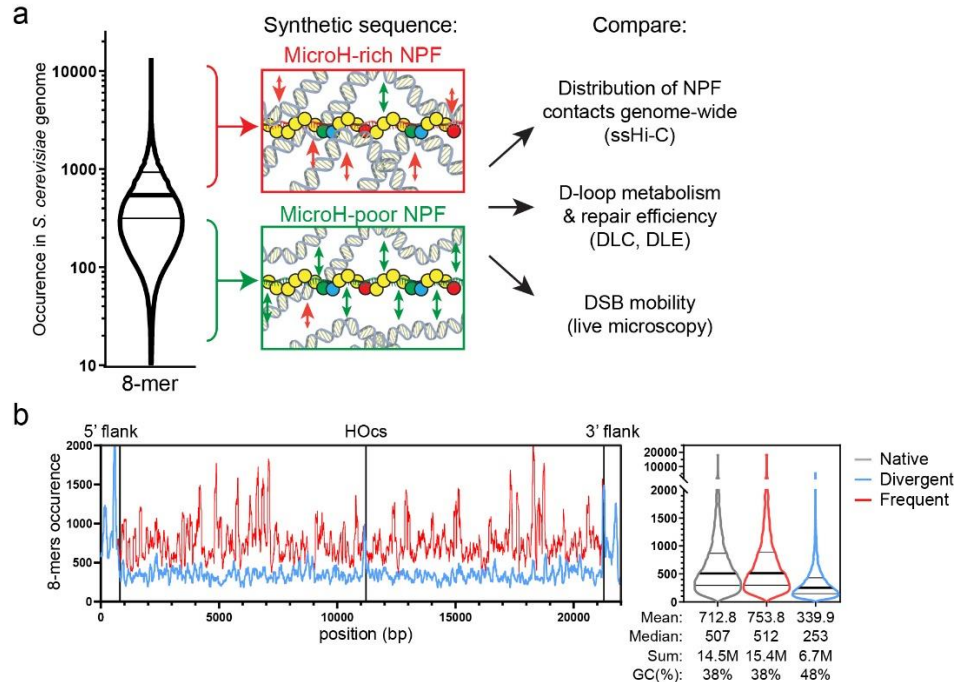 a
Synthetic sequence:
Compare:
MicroH-rich NPF
Occurence in S. cerevisiae genome
10000
1000
100
10
8-mer
MicroH-poor NPF
Distribution of NPF
contacts genome-wide
(ssHi-C)
D-loop metabolism
& repair efficiency
(DLC, DLE)
DSB mobility
(live microscopy)
b
5' flank
HOcs
3' flank
8-mers occurence
2000
1500
1000
500
0
0
5000
10000
15000
20000
position (bp)
20000
10000
2000
1500
1000
500
0
Native
Divergent
Frequent
Mean: 712.8 753.8 339.9
Median: 507 512 253
Sum: 14.5M 15.4M 6.7M
GC(%): 38% 38% 48%